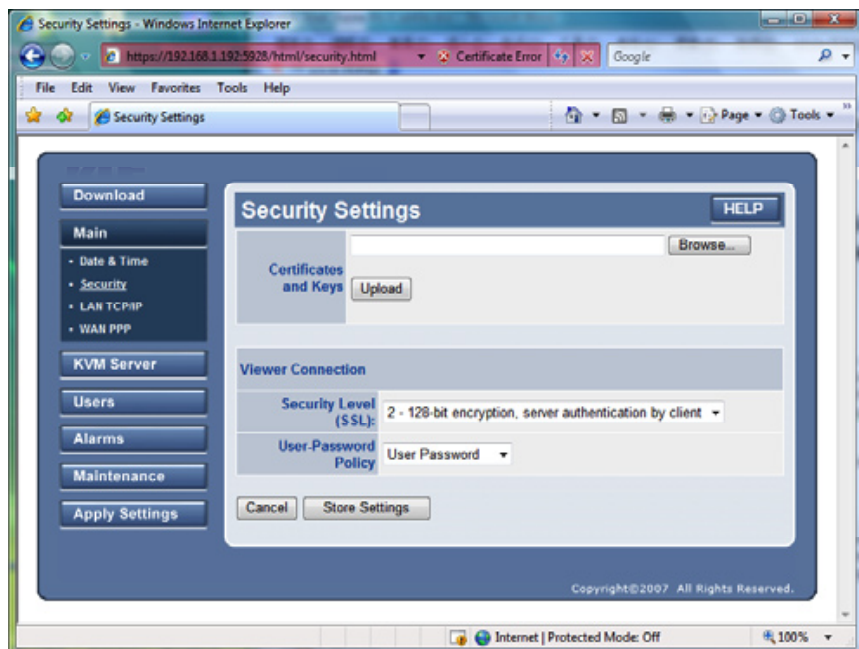 Security Settings - Windows Internet Explorer
https://192.168.1.192:5928/html/security.html
Certificate Error
Google
File Edit View Favorites Tools Help
Security Settings
Page
Tools
Download
Main
Date & Time
Security
LAN TCP/IP
WAN PPP
KVM Server
Users
Alarms
Maintenance
Apply Settings
Security Settings
HELP
Certificates and Keys
Browse...
Upload
Viewer Connection
Security Level (SSL):
2 - 128-bit encryption, server authentication by client
User-Password Policy
User Password
Cancel
Store Settings
Copyright©2007 All Rights Reserved.
Internet | Protected Mode: Off
100%